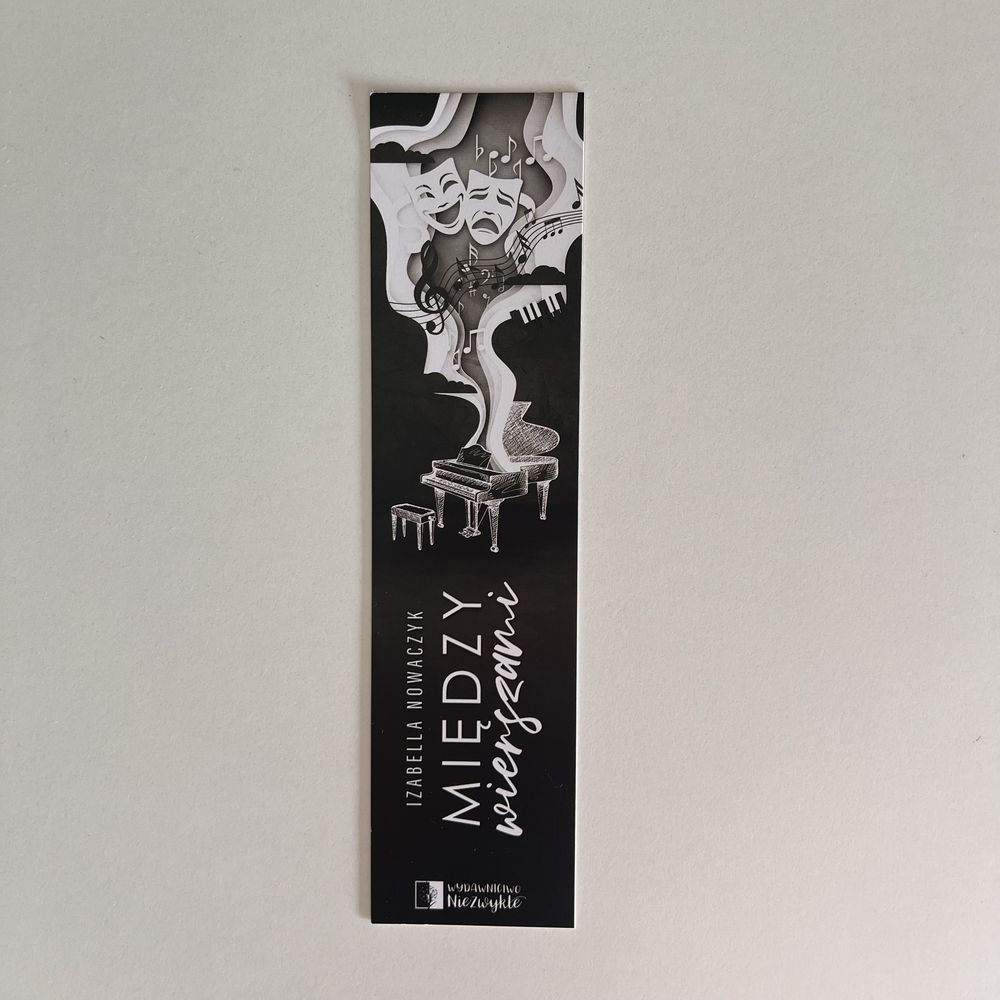 IZABELLA NOWACZYK
MIĘDZY
wierszami
WYDAWNICTWO
NieZwykłe